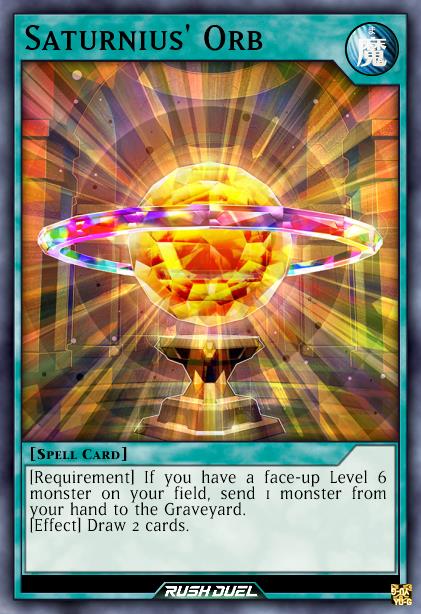 Saturnius' Orb
ま
魔
[Spell Card]
[Requirement] If you have a face-up Level 6
monster on your field, send 1 monster from
your hand to the Graveyard.
[Effect] Draw 2 cards.
RUSH DUEL